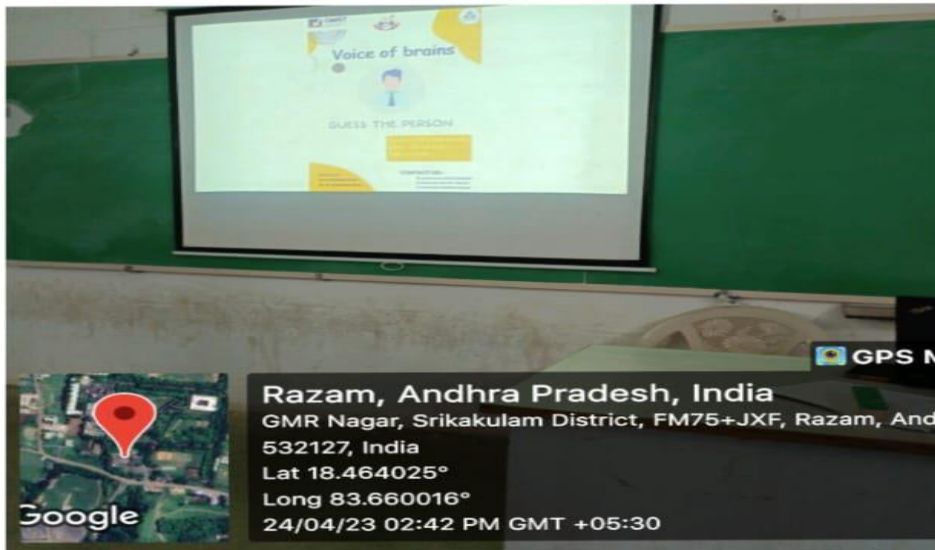 Voice of brains
GUESS THE PERSON
GPS M
Razam, Andhra Pradesh, India
GMR Nagar, Srikakulam District, FM75+JXF, Razam, And
532127, India
Lat 18.464025°
Long 83.660016°
24/04/23 02:42 PM GMT +05:30
Google